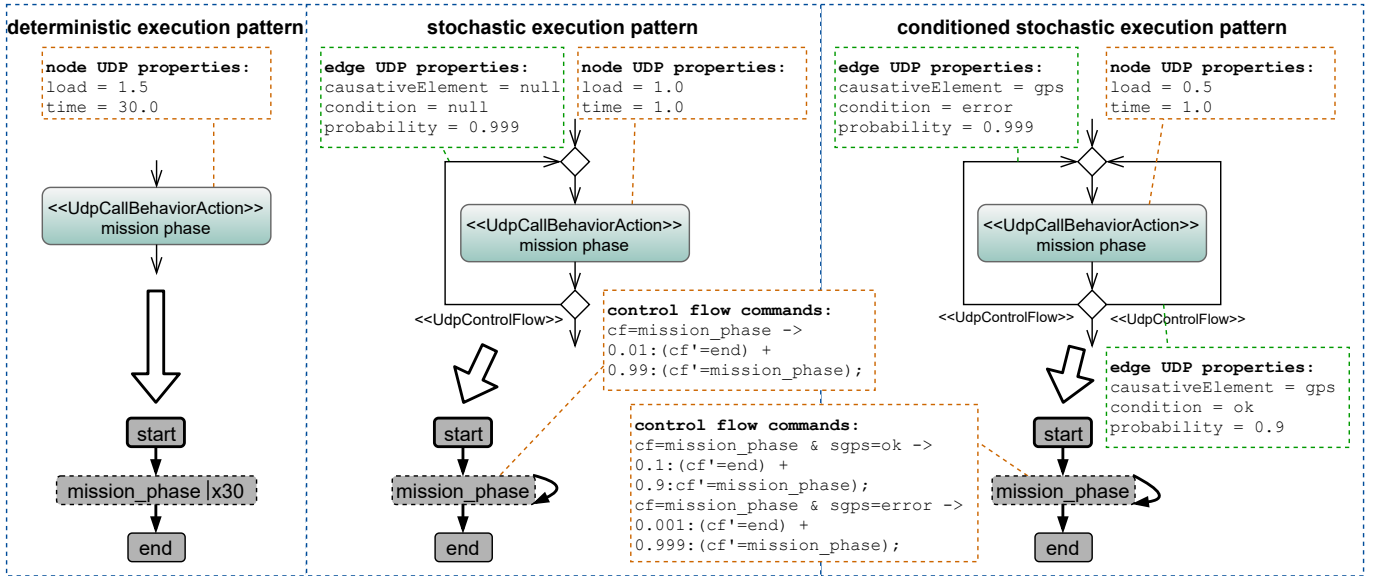 deterministic execution pattern
node UDP properties:
load = 1.5
time = 30.0
<<UdpCallBehaviorAction>>
mission phase
start
mission_phase |x30
end
stochastic execution pattern
edge UDP properties:
causativeElement = null
condition = null
probability = 0.999
node UDP properties:
load = 1.0
time = 1.0
<<UdpCallBehaviorAction>>
mission phase
<<UdpControlFlow>>
control flow commands:
cf=mission_phase ->
0.01:(cf'=end) +
0.99:(cf'=mission_phase);
start
mission_phase
end
conditioned stochastic execution pattern
edge UDP properties:
causativeElement = gps
condition = error
probability = 0.999
node UDP properties:
load = 0.5
time = 1.0
<<UdpCallBehaviorAction>>
mission phase
<<UdpControlFlow>>
<<UdpControlFlow>>
edge UDP properties:
causativeElement = gps
condition = ok
probability = 0.9
control flow commands:
cf=mission_phase & sgps=ok ->
0.1:(cf'=end) +
0.9:cf'=mission_phase);
cf=mission_phase & sgps=error ->
0.001:(cf'=end) +
0.999:(cf'=mission_phase);
start
mission_phase
end